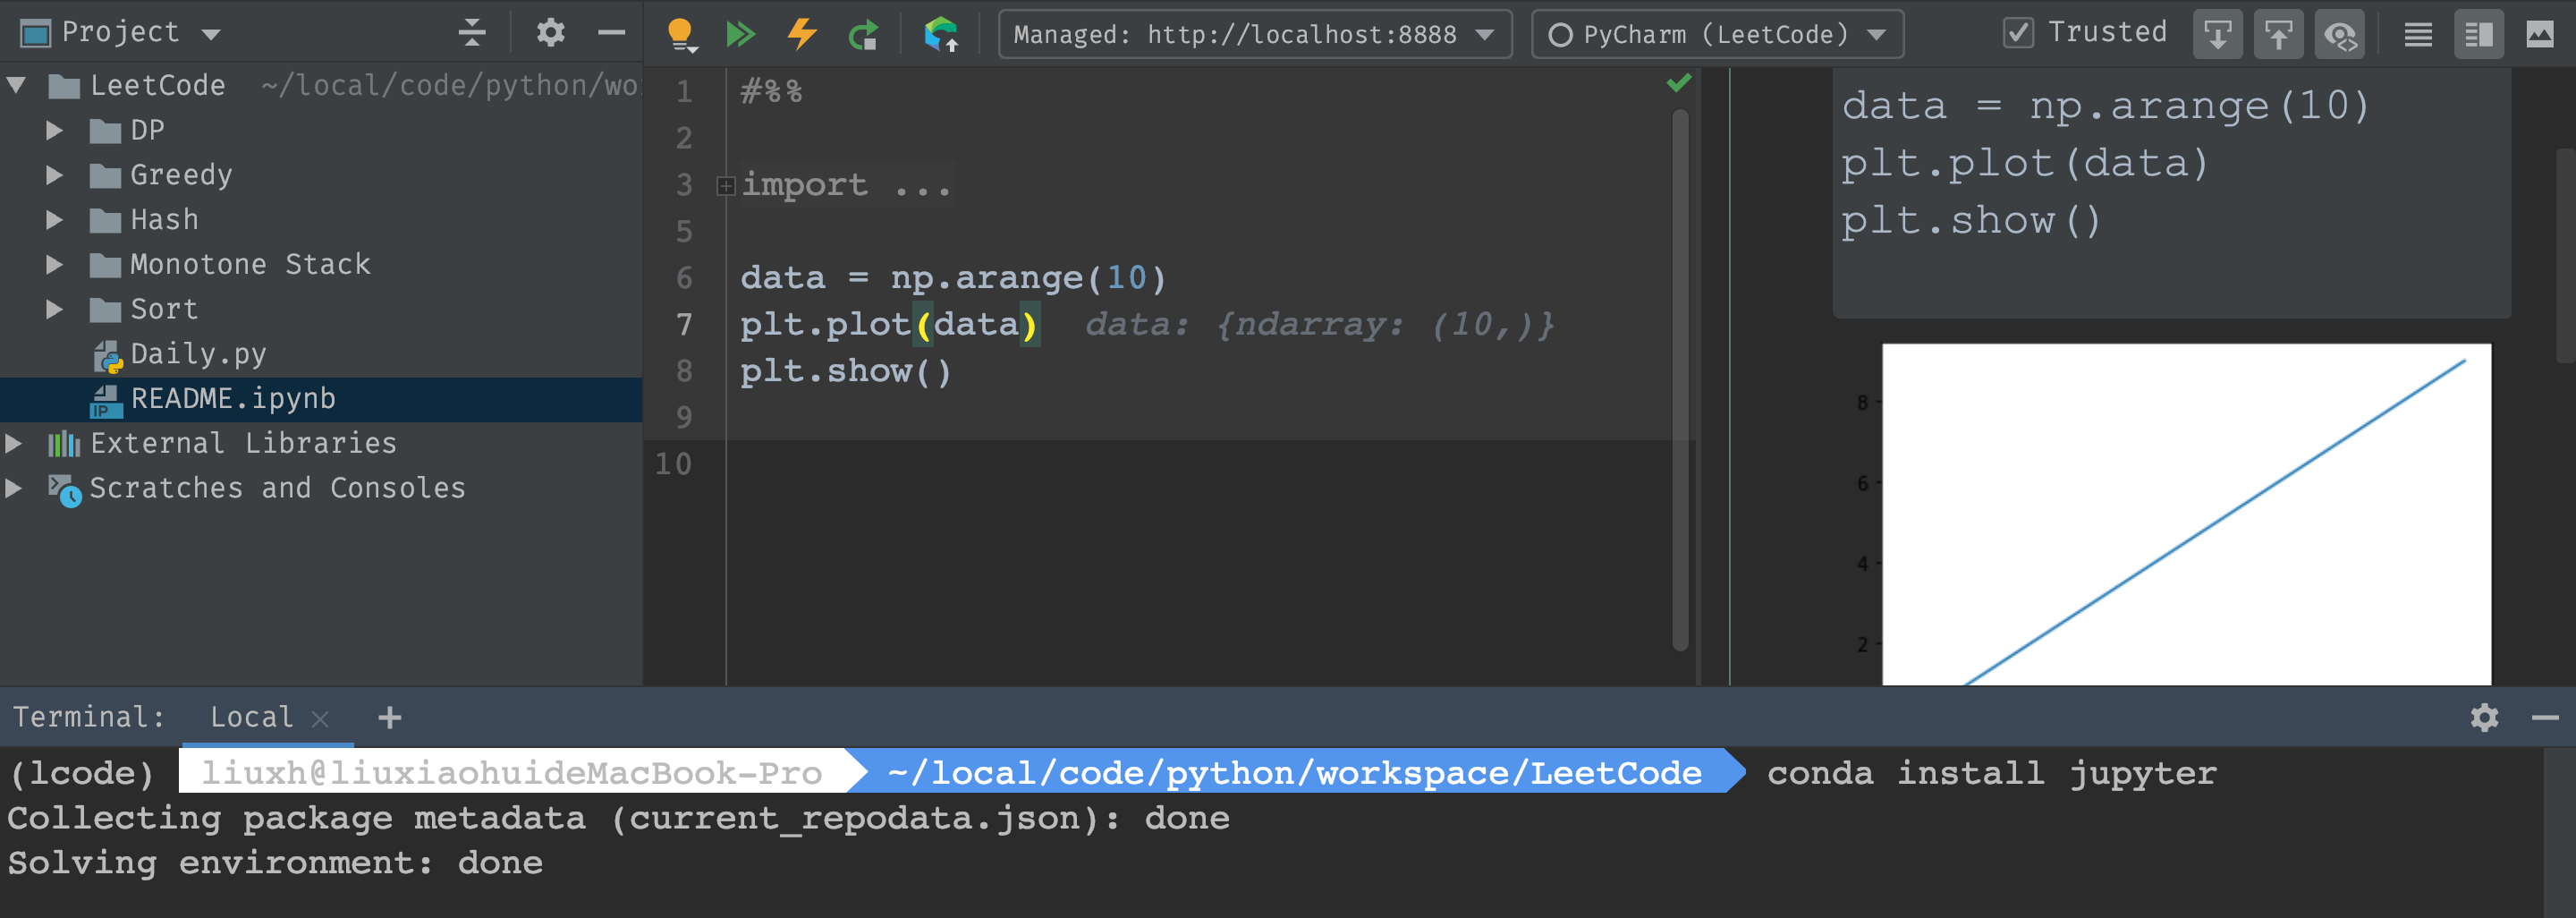 Project
Managed: http://localhost:8888
PyCharm (LeetCode)
Trusted
LeetCode ~/local/code/python/wo
DP
Greedy
Hash
Monotone Stack
Sort
Daily.py
README.ipynb
IP
External Libraries
Scratches and Consoles
1 #%%
2
3 import ...
5
6 data = np.arange(10)
7 plt.plot(data) data: {ndarray: (10,)}
8 plt.show()
9
10
data = np.arange(10)
plt.plot(data)
plt.show()
8
6
4
2
Terminal: Local
(lcode) liuxh@liuxiaohuideMacBook-Pro ~/local/code/python/workspace/LeetCode conda install jupyter
Collecting package metadata (current_repodata.json): done
Solving environment: done